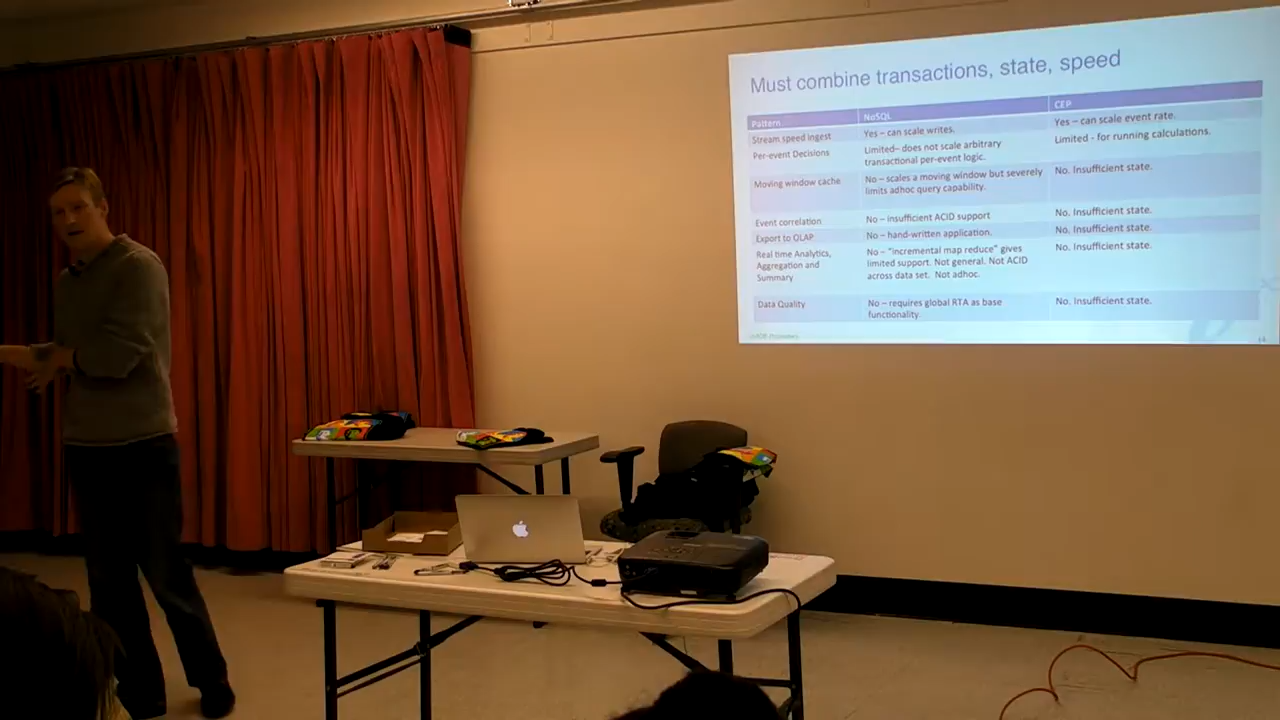 Must combine transactions, state, speed
Pattern NoSQL CEP
Stream speed ingest Yes – can scale writes. Yes – can scale event rate.
Per-event Decisions Limited– does not scale arbitrary Limited - for running calculations.
transactional per-event logic.
Moving window cache No – scales a moving window but severely No. Insufficient state.
limits adhoc query capability.
Event correlation No – insufficient ACID support No. Insufficient state.
Export to OLAP No – hand-written application. No. Insufficient state.
Real time Analytics, No – "incremental map reduce" gives No. Insufficient state.
Aggregation and limited support. Not general. Not ACID
Summary across data set. Not adhoc.
Data Quality No – requires global RTA as base No. Insufficient state.
functionality